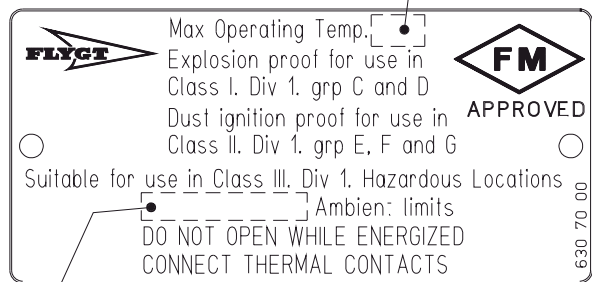 FLYGT
Max Operating Temp.
FM
APPROVED
Explosion proof for use in
Class I. Div 1. grp C and D
Dust ignition proof for use in
Class II. Div 1. grp E, F and G
Suitable for use in Class III. Div 1. Hazardous Locations
Ambient limits
DO NOT OPEN WHILE ENERGIZED
CONNECT THERMAL CONTACTS
630 70 00